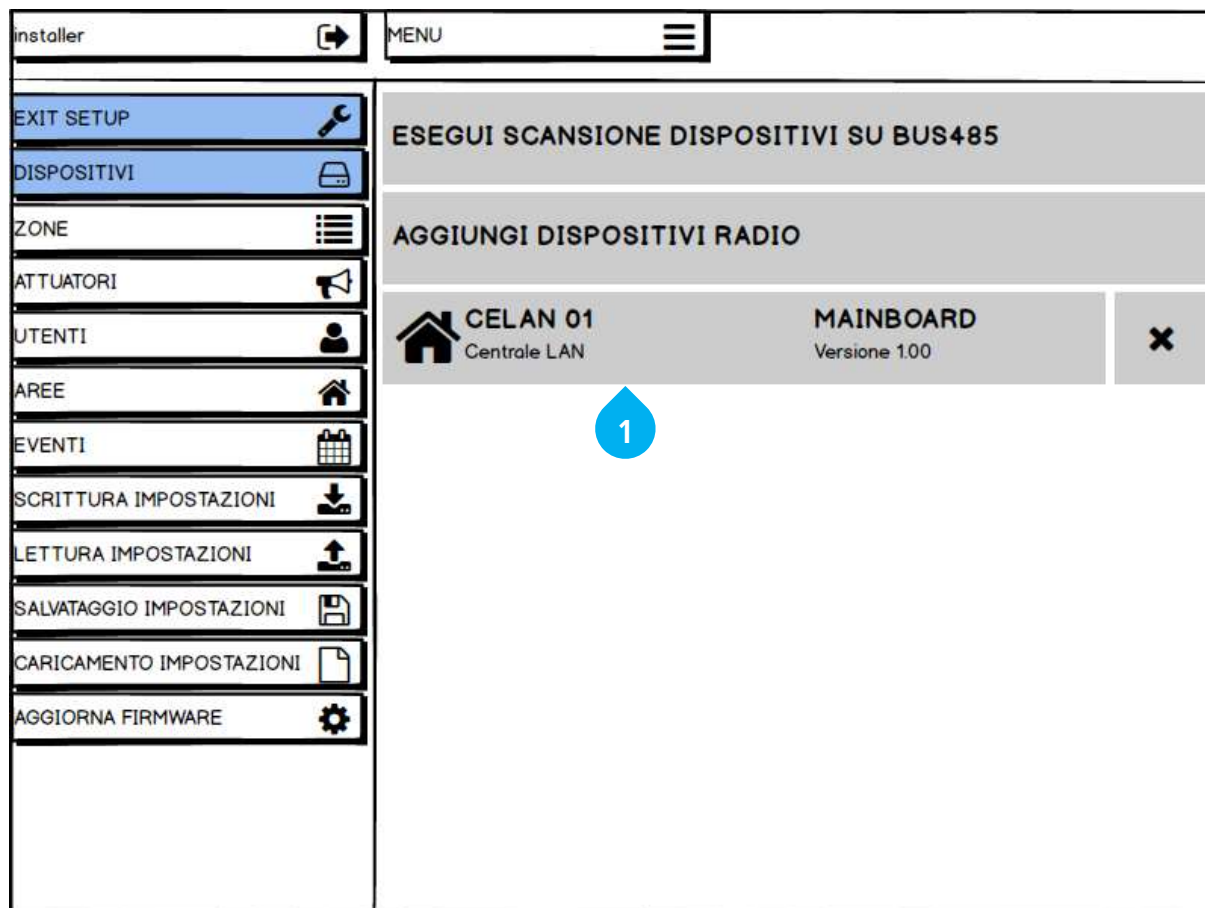 installer
MENU
EXIT SETUP
DISPOSITIVI
ZONE
ATTUATORI
UTENTI
AREE
EVENTI
SCRITTURA IMPOSTAZIONI
LETTURA IMPOSTAZIONI
SALVATAGGIO IMPOSTAZIONI
CARICAMENTO IMPOSTAZIONI
AGGIORNA FIRMWARE
ESEGUI SCANSIONE DISPOSITIVI SU BUS485
AGGIUNGI DISPOSITIVI RADIO
CELAN 01
Centrale LAN
MAINBOARD
Versione 1.00
1